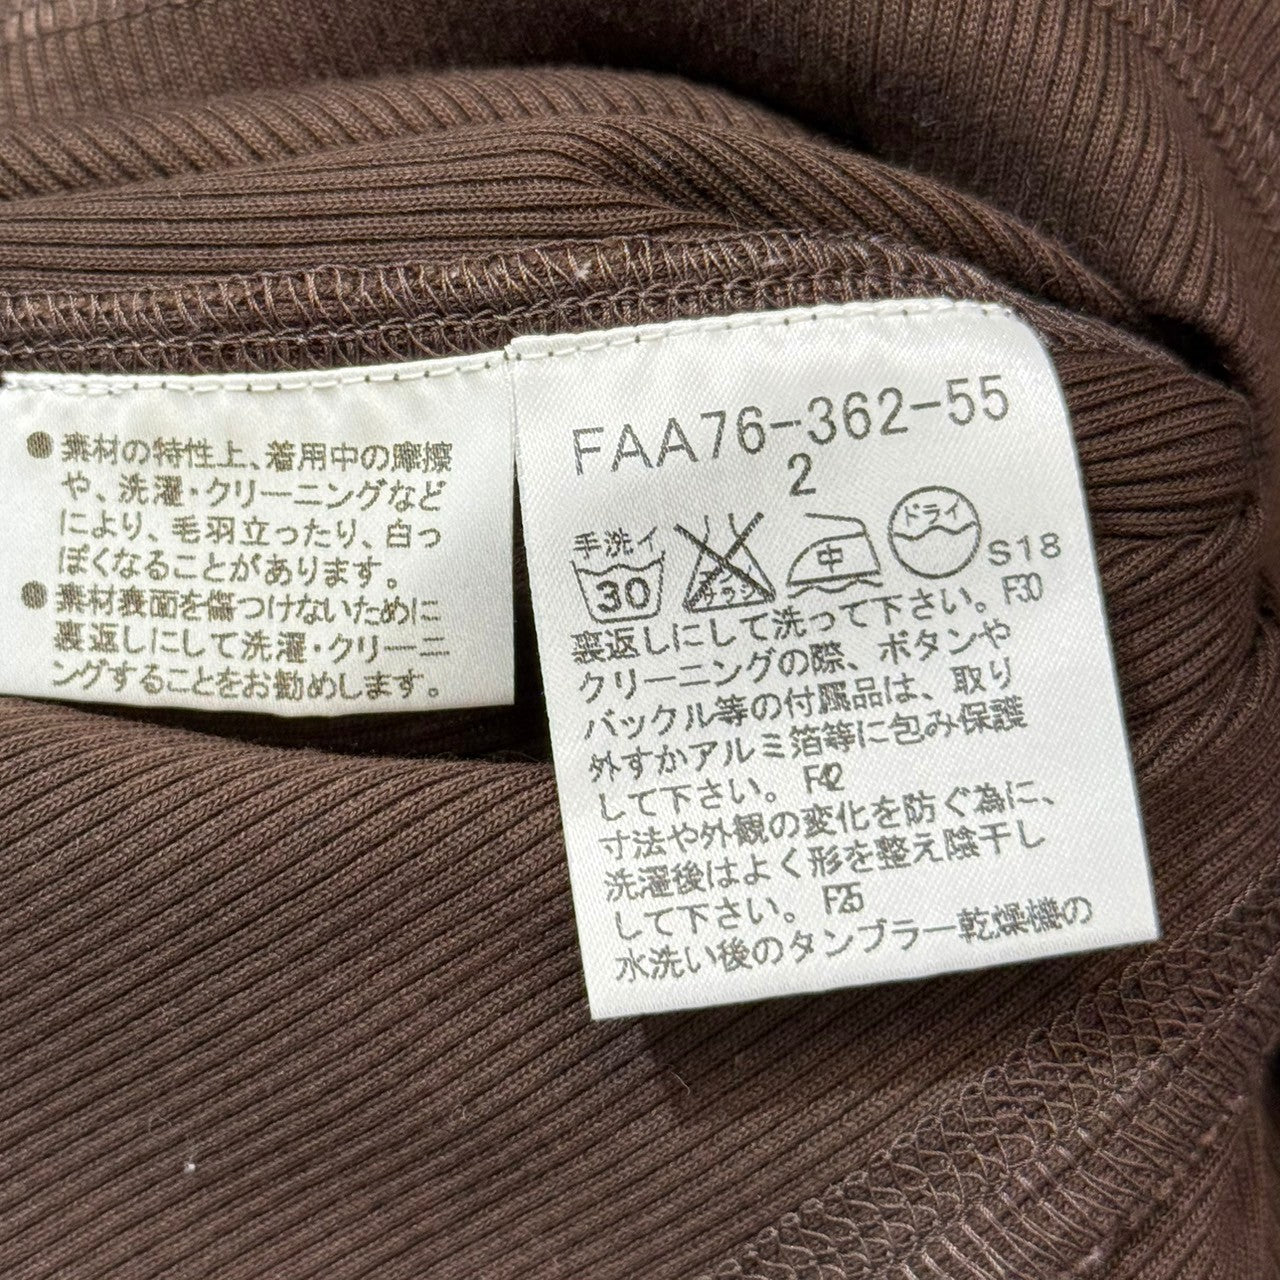 ● 素材の特性上、着用中の摩擦
や、洗濯・クリーニングなど
により、毛羽立ったり、白っ
ぽくなることがあります。
● 素材表面を傷つけないために
裏返しにして洗濯・クリーニ
ングすることをお勧めします。
FAA76-362-55
2
手洗イ
30
エンソ
サラシ
中
ドライ
S18
裏返しにして洗って下さい。F30
クリーニングの際、ボタンや
バックル等の付属品は、取り
外すかアルミ箔等に包み保護
して下さい。F42
寸法や外観の変化を防ぐ為に、
洗濯後はよく形を整え陰干し
して下さい。F25
水洗い後のタンブラー乾燥機の